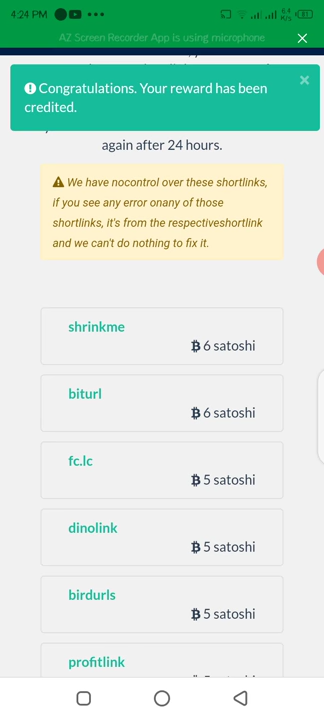 4:24 PM
6.4
K/s
81
AZ Screen Recorder App is using microphone
Congratulations. Your reward has been
credited.
again after 24 hours.
We have nocontrol over these shortlinks,
if you see any error onany of those
shortlinks, it's from the respectiveshortlink
and we can't do nothing to fix it.
shrinkme
6 satoshi
biturl
6 satoshi
fc.lc
5 satoshi
dinolink
5 satoshi
birdurls
5 satoshi
profitlink